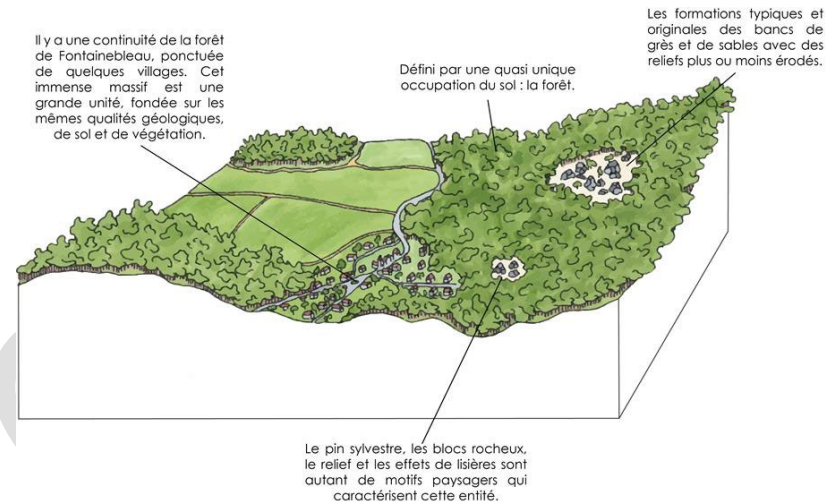 Les formations typiques et
originales des bancs de
grès et de sables avec des
reliefs plus ou moins érodés.
Il y a une continuité de la forêt
de Fontainebleau, ponctuée
de quelques villages. Cet
immense massif est une
grande unité, fondée sur les
mêmes qualités géologiques,
de sol et de végétation.
Défini par une quasi unique
occupation du sol : la forêt.
Le pin sylvestre, les blocs rocheux,
le relief et les effets de lisières sont
autant de motifs paysagers qui
caractérisent cette entité.